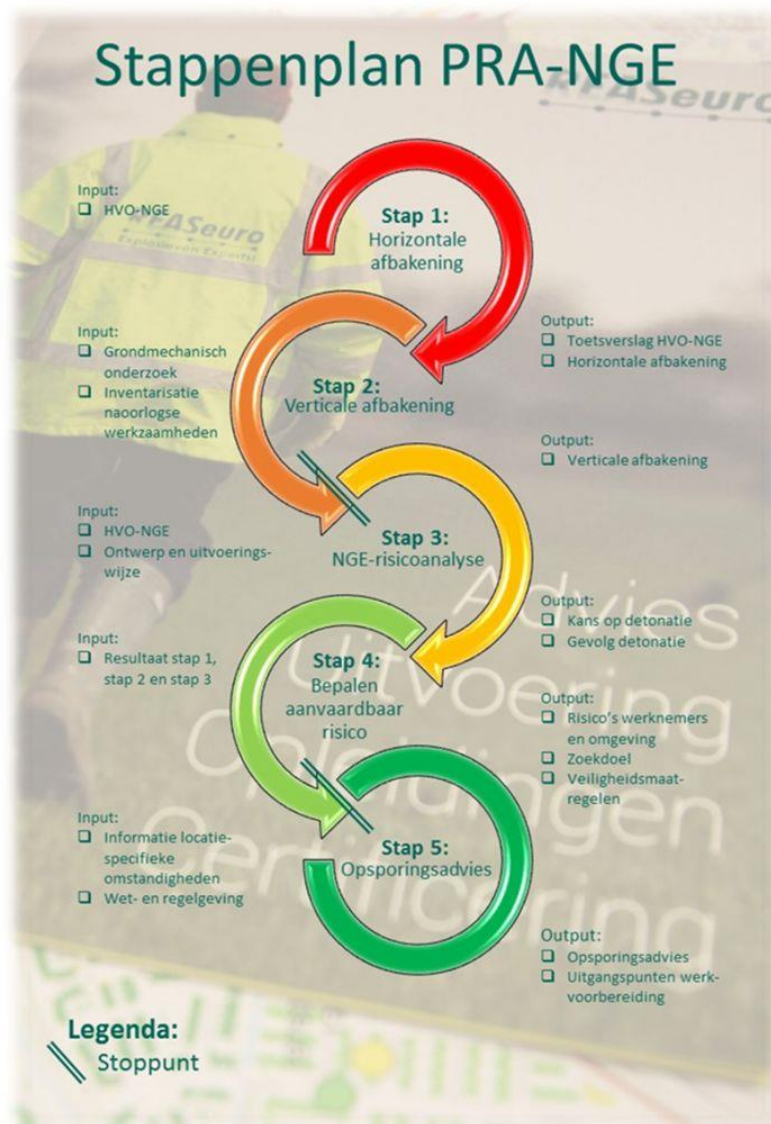 Stappenplan PRA-NGE
Input:
❑ HVO-NGE
Stap 1:
Horizontale
afbakening
Output:
❑ Toetsverslag HVO-NGE
❑ Horizontale afbakening
Input:
❑ Grondmechanisch
onderzoek
❑ Inventarisatie
naoorlogse
werkzaamheden
Stap 2:
Verticale afbakening
Output:
❑ Verticale afbakening
Input:
❑ HVO-NGE
❑ Ontwerp en uitvoerings-
wijze
Stap 3:
NGE-risicoanalyse
Output:
❑ Kans op detonatie
❑ Gevolg detonatie
Input:
❑ Resultaat stap 1,
stap 2 en stap 3
Stap 4:
Bepalen
aanvaardbaar
risico
Output:
❑ Risico's werknemers
en omgeving
❑ Zoekdoel
❑ Veiligheidsmaat-
regelen
Input:
❑ Informatie locatie-
specifieke
omstandigheden
❑ Wet- en regelgeving
Stap 5:
Opsporingsadvies
Output:
❑ Opsporingsadvies
❑ Uitgangspunten werk-
voorbereiding
Legenda:
Stoppunt
ASeuro
ASeuro
Explosieven Experts!
Advies
Uitvoering
Opleidingen
Certificering